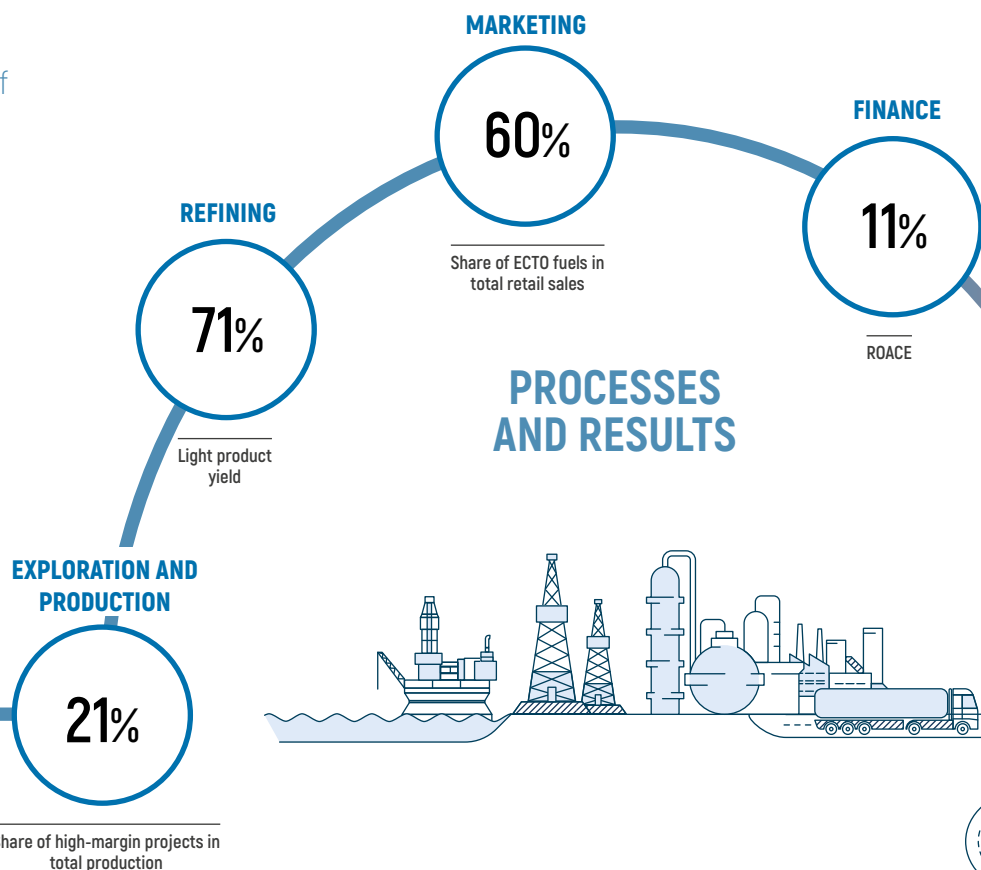 MARKETING
60%
Share of ECTO fuels in
total retail sales
FINANCE
11%
ROACE
REFINING
71%
Light product
yield
PROCESSES
AND RESULTS
EXPLORATION AND
PRODUCTION
21%
of high-margin projects in
total production